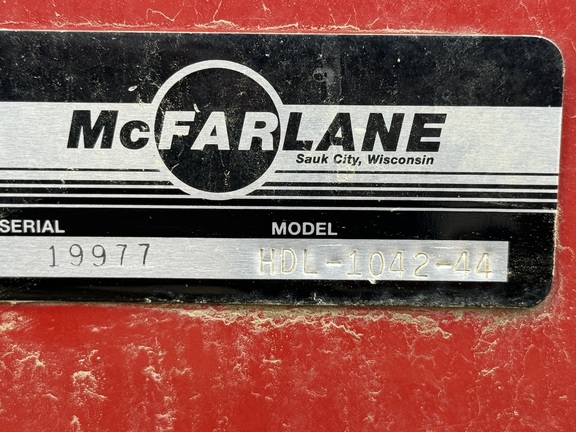 McFARLANE
Sauk City, Wisconsin
SERIAL MODEL
19977 HDL-1042-44